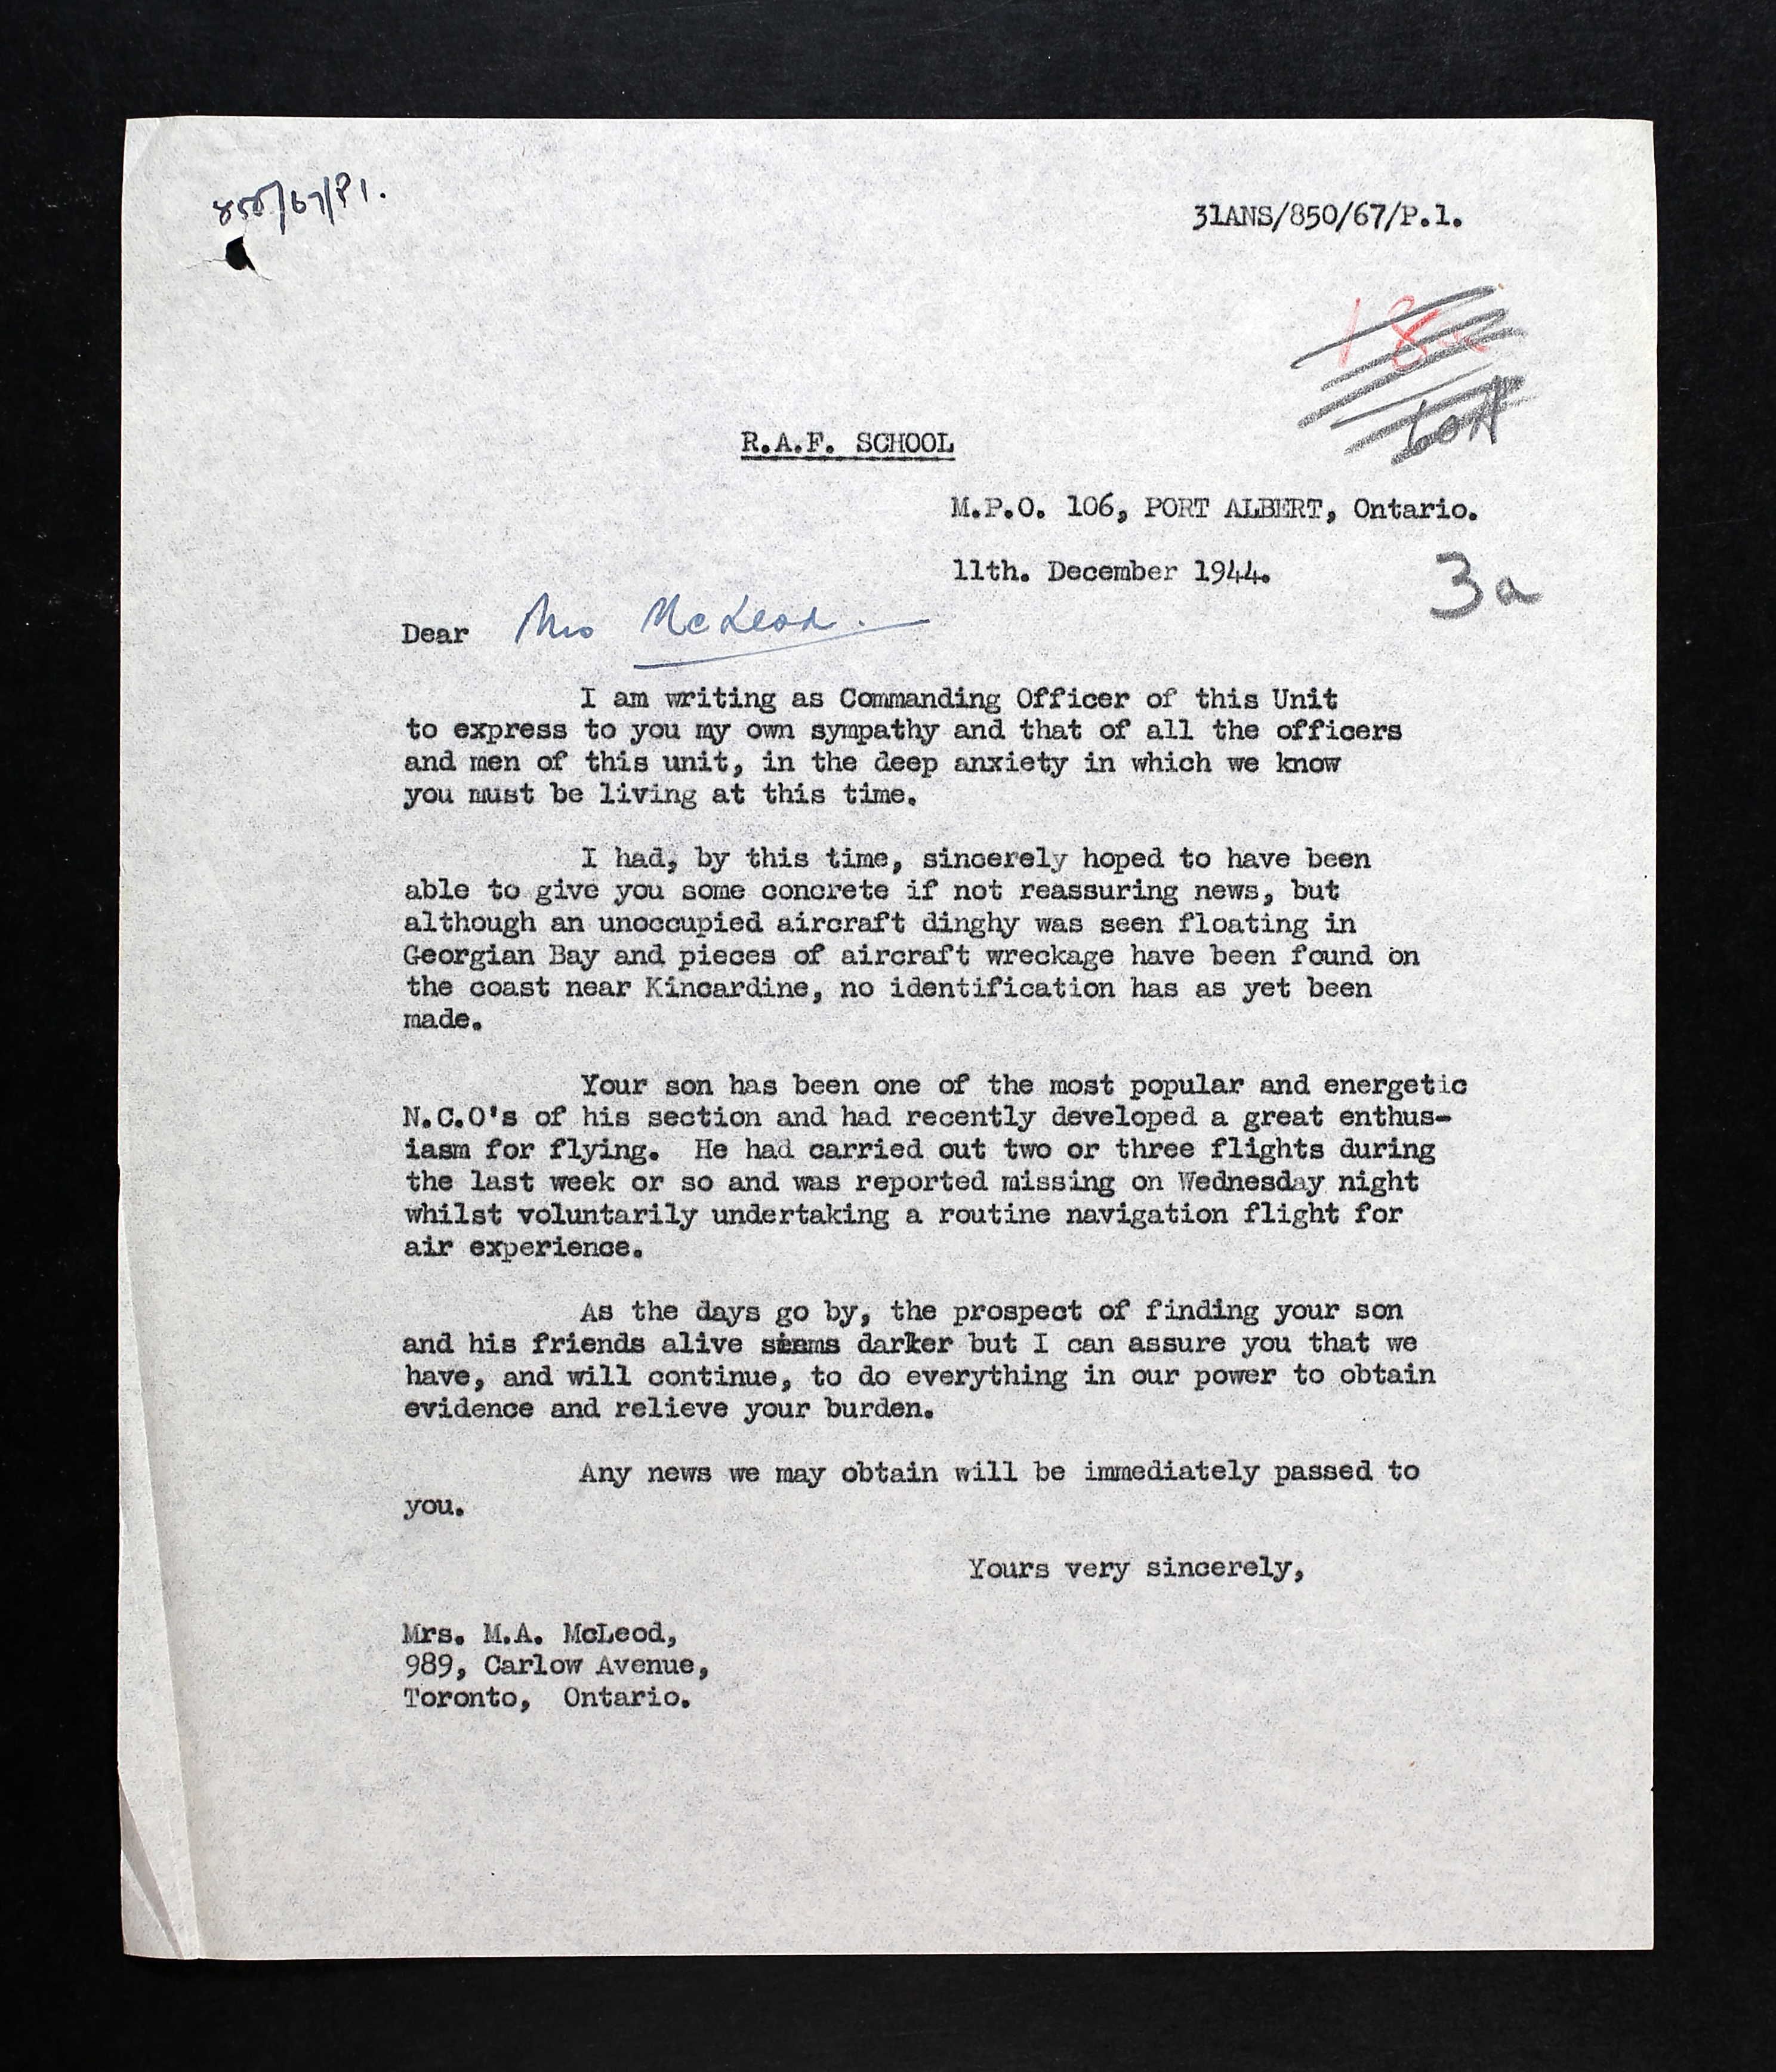 850/67/P1.
31ANS/850/67/P.1.
18a
60A
R.A.F. SCHOOL
M.P.O. 106, PORT ALBERT, Ontario.
11th. December 1944.
3a
Dear Mrs McLeod.
I am writing as Commanding Officer of this Unit
to express to you my own sympathy and that of all the officers
and men of this unit, in the deep anxiety in which we know
you must be living at this time.
I had, by this time, sincerely hoped to have been
able to give you some concrete if not reassuring news, but
although an unoccupied aircraft dinghy was seen floating in
Georgian Bay and pieces of aircraft wreckage have been found on
the coast near Kincardine, no identification has as yet been
made.
Your son has been one of the most popular and energetic
N.C.O's of his section and had recently developed a great enthus-
iasm for flying. He had carried out two or three flights during
the last week or so and was reported missing on Wednesday night
whilst voluntarily undertaking a routine navigation flight for
air experience.
As the days go by, the prospect of finding your son
and his friends alive seems darker but I can assure you that we
have, and will continue, to do everything in our power to obtain
evidence and relieve your burden.
Any news we may obtain will be immediately passed to
you.
Yours very sincerely,
Mrs. M.A. McLeod,
989, Carlow Avenue,
Toronto, Ontario.